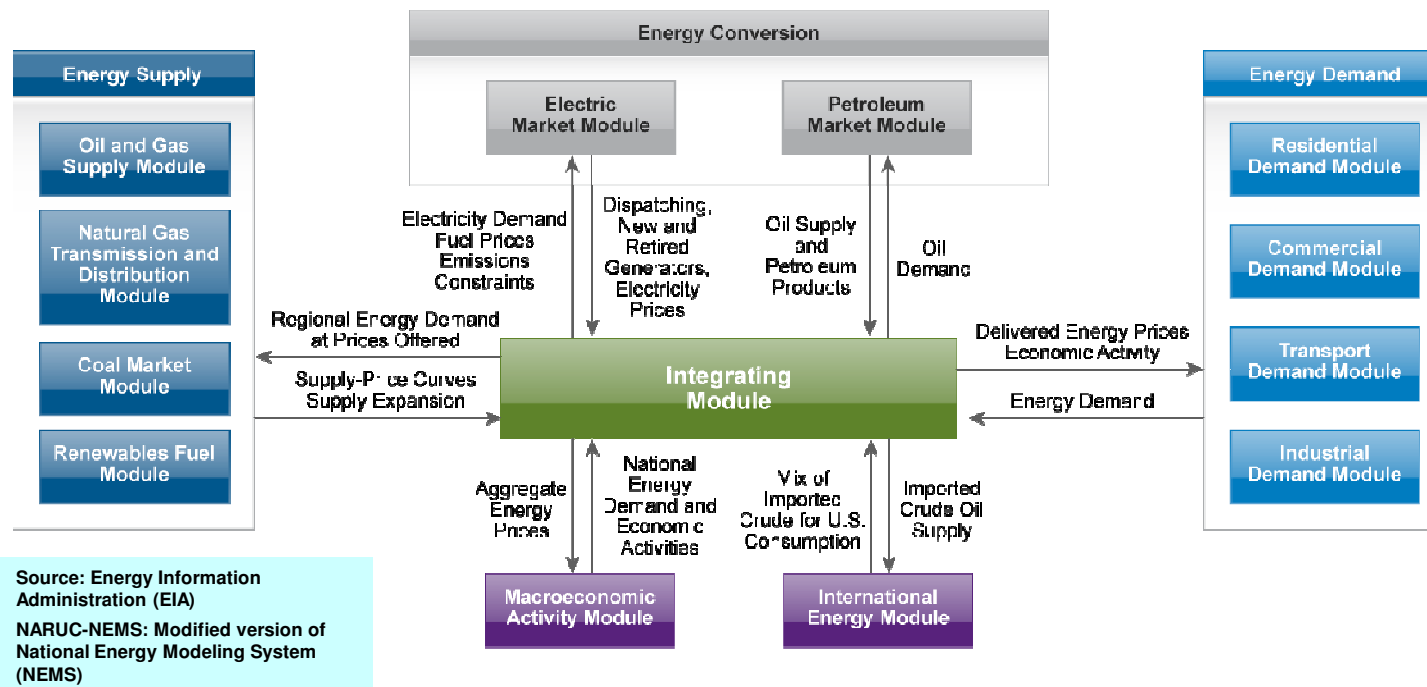 Energy Conversion
Energy Supply
Energy Demand
Electric
Market Module
Petroleum
Market Module
Oil and Gas
Supply Module
Natural Gas
Transmission and
Distribution
Module
Coal Market
Module
Renewables Fuel
Module
Residential
Demand Module
Commercial
Demand Module
Transport
Demand Module
Industrial
Demand Module
Electricity Demand
Fuel Prices
Emissions
Constraints
Dispatching,
New and
Retired
Generators,
Electricity
Prices
Oil Supply
and
Petroleum
Products
Oil
Demand
Regional Energy Demand
at Prices Offered
Supply-Price Curves
Supply Expansion
Integrating
Module
Delivered Energy Prices
Economic Activity
Energy Demand
Aggregate
Energy
Prices
National
Energy
Demand and
Economic
Activities
Mix of
Imported
Crude for U.S.
Consumption
Imported
Crude Oil
Supply
Macroeconomic
Activity Module
International
Energy Module
Source: Energy Information
Administration (EIA)
NARUC-NEMS: Modified version of
National Energy Modeling System
(NEMS)